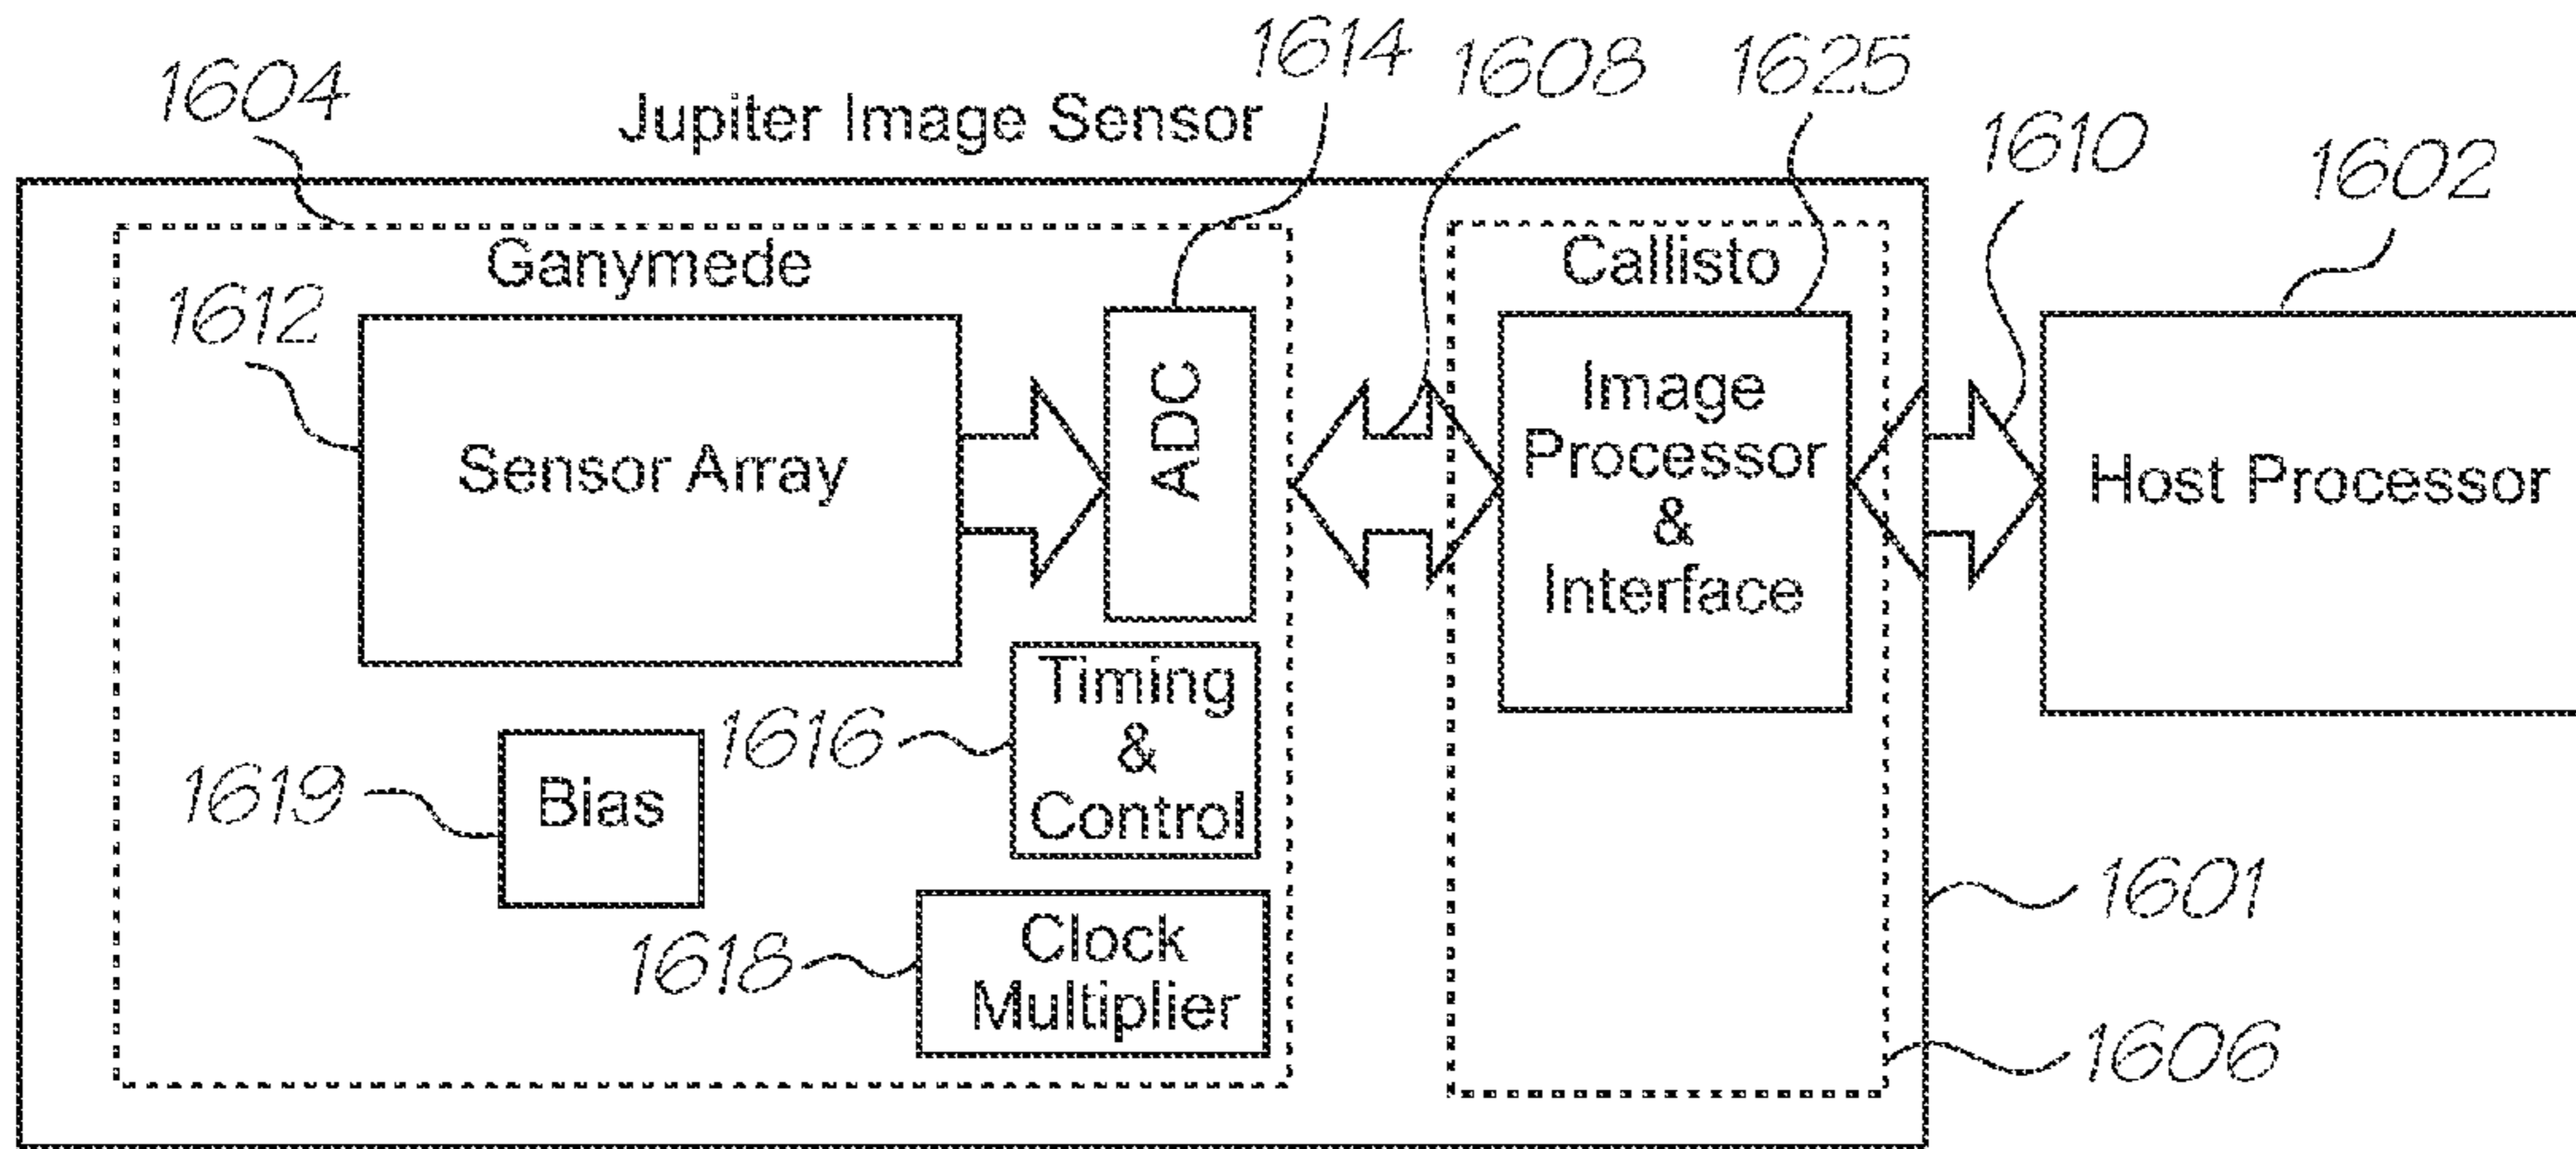 1604
Jupiter Image Sensor
1614
1608
1625
1610
1602
Ganymede
Callisto
1612
Sensor Array
ADC
Image
Processor
&
Interface
Host Processor
Timing
&
Control
1616
1619
Bias
1618
Clock
Multiplier
1601
1606